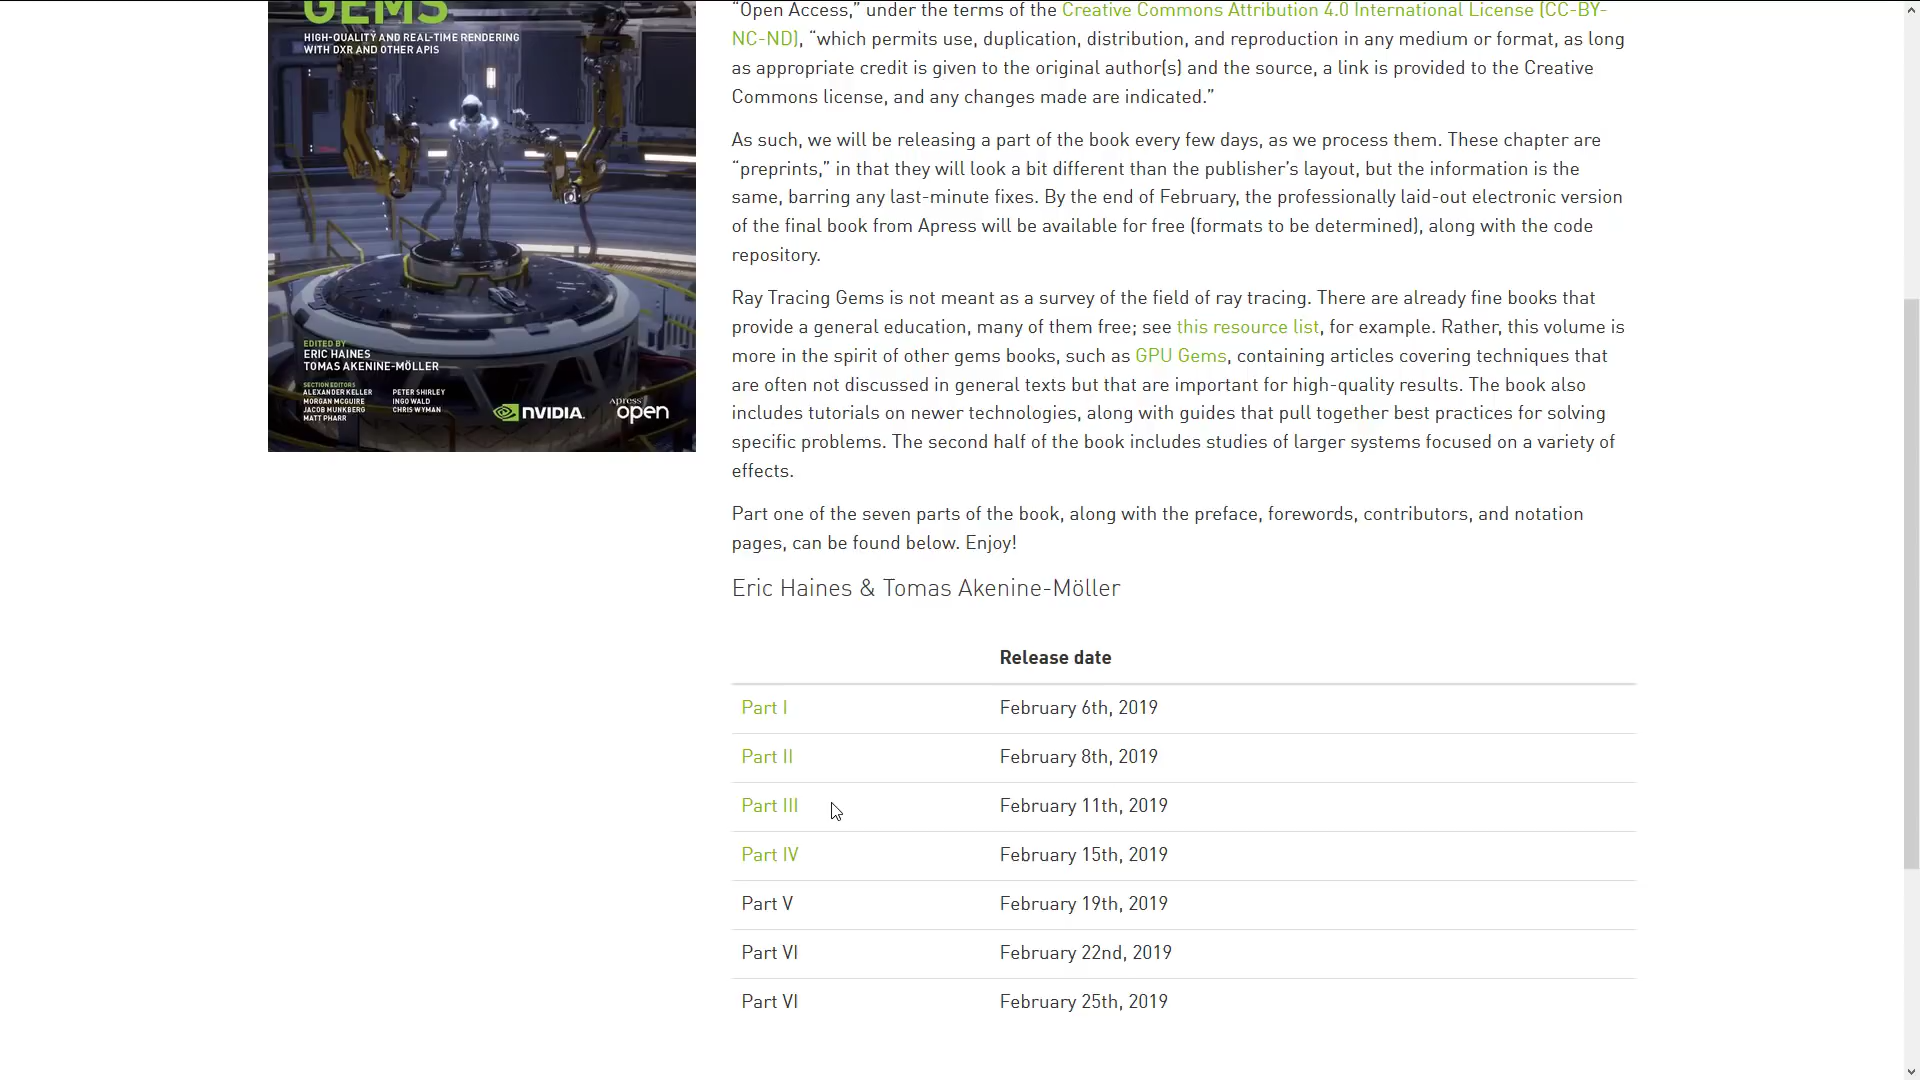 GEMS
HIGH-QUALITY AND REAL-TIME RENDERING
WITH DXR AND OTHER APIS
EDITED BY
ERIC HAINES
TOMAS AKENINE-MÖLLER
SECTION EDITORS
ALEXANDER KELLER
MORGAN MCGUIRE
JACOB MUNKBERG
MATT PHARR
PETER SHIRLEY
INGO WALD
CHRIS WYMAN
NVIDIA.
Apress
open
“Open Access,” under the terms of the Creative Commons Attribution 4.0 International License (CC-BY-
NC-ND), “which permits use, duplication, distribution, and reproduction in any medium or format, as long
as appropriate credit is given to the original author(s) and the source, a link is provided to the Creative
Commons license, and any changes made are indicated.”
As such, we will be releasing a part of the book every few days, as we process them. These chapter are
“preprints,” in that they will look a bit different than the publisher’s layout, but the information is the
same, barring any last-minute fixes. By the end of February, the professionally laid-out electronic version
of the final book from Apress will be available for free (formats to be determined), along with the code
repository.
Ray Tracing Gems is not meant as a survey of the field of ray tracing. There are already fine books that
provide a general education, many of them free; see this resource list, for example. Rather, this volume is
more in the spirit of other gems books, such as GPU Gems, containing articles covering techniques that
are often not discussed in general texts but that are important for high-quality results. The book also
includes tutorials on newer technologies, along with guides that pull together best practices for solving
specific problems. The second half of the book includes studies of larger systems focused on a variety of
effects.
Part one of the seven parts of the book, along with the preface, forewords, contributors, and notation
pages, can be found below. Enjoy!
Eric Haines & Tomas Akenine-Möller
Release date
Part I February 6th, 2019
Part II February 8th, 2019
Part III February 11th, 2019
Part IV February 15th, 2019
Part V February 19th, 2019
Part VI February 22nd, 2019
Part VI February 25th, 2019